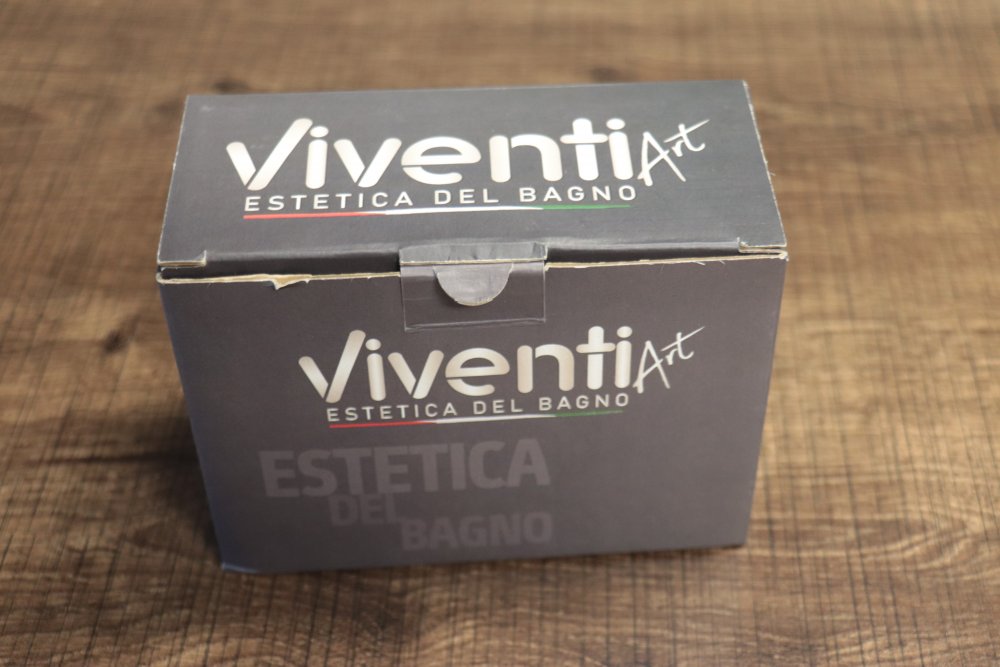 Viventi Art
ESTETICA DEL BAGNO
Viventi Art
ESTETICA DEL BAGNO
ESTETICA
DEL
BAGNO